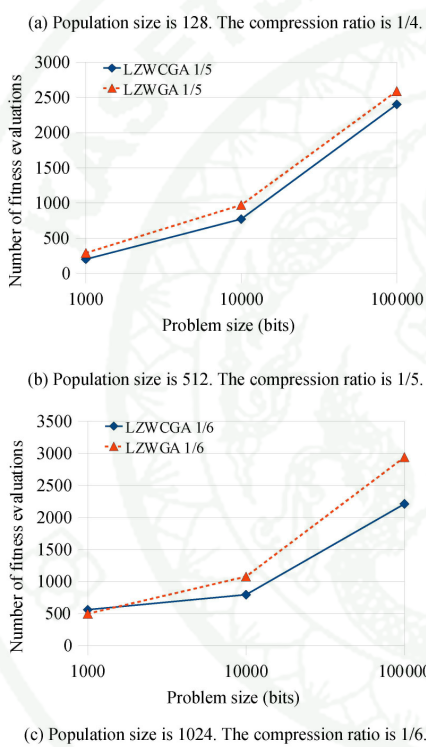 (a) Population size is 128. The compression ratio is 1/4.
LZWCGA 1/5
LZWGA 1/5
Number of fitness evaluations
3000
2500
2000
1500
1000
500
0
1000 10000 100000
Problem size (bits)
(b) Population size is 512. The compression ratio is 1/5.
LZWCGA 1/6
LZWGA 1/6
Number of fitness evaluations
3500
3000
2500
2000
1500
1000
500
0
1000 10000 100000
Problem size (bits)
(c) Population size is 1024. The compression ratio is 1/6.